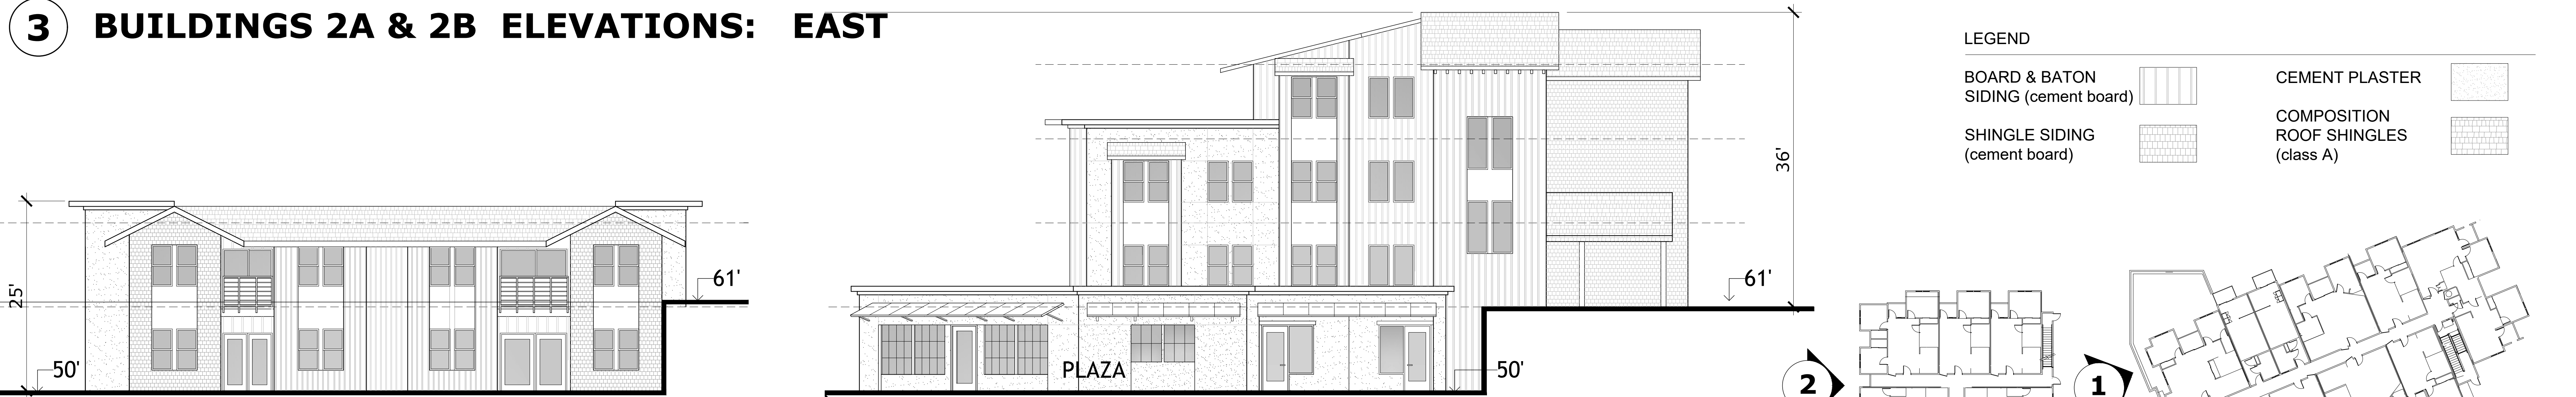 3 BUILDINGS 2A & 2B ELEVATIONS: EAST
25'
50'
61'
PLAZA
50'
61'
36'
LEGEND
BOARD & BATON
SIDING (cement board)
SHINGLE SIDING
(cement board)
CEMENT PLASTER
COMPOSITION
ROOF SHINGLES
(class A)
2
1